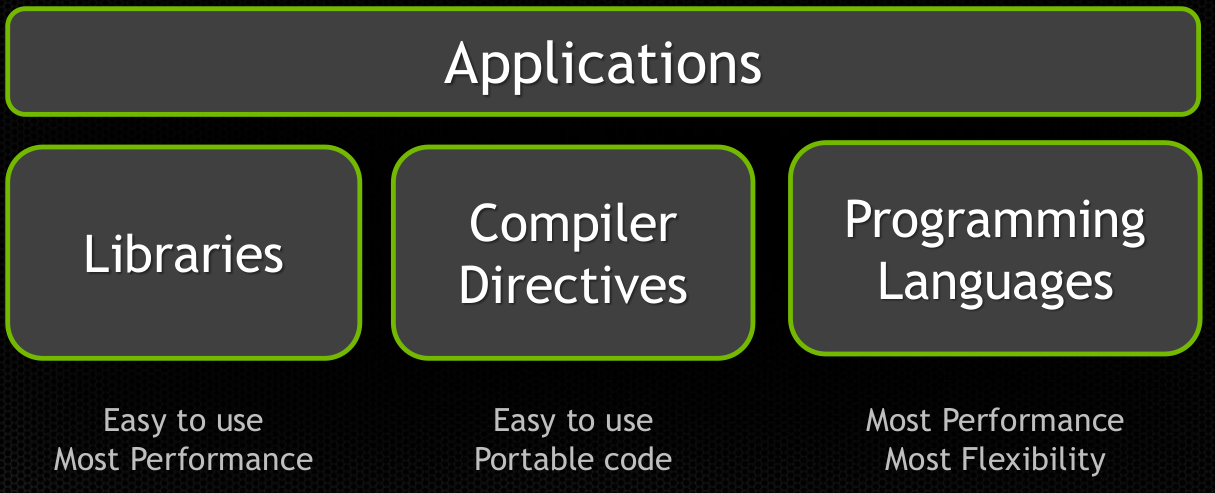 Applications
Libraries
Compiler
Directives
Programming
Languages
Easy to use
Most Performance
Easy to use
Portable code
Most Performance
Most Flexibility